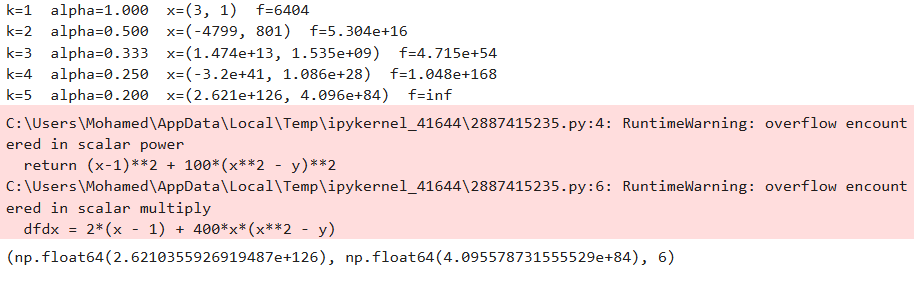 k=1  alpha=1.000  x=(3, 1)  f=6404
k=2  alpha=0.500  x=(-4799, 801)  f=5.304e+16
k=3  alpha=0.333  x=(1.474e+13, 1.535e+09)  f=4.715e+54
k=4  alpha=0.250  x=(-3.2e+41, 1.086e+28)  f=1.048e+168
k=5  alpha=0.200  x=(2.621e+126, 4.096e+84)  f=inf
C:\Users\Mohamed\AppData\Local\Temp\ipykernel_41644\2887415235.py:4: RuntimeWarning: overflow encount
ered in scalar power
  return (x-1)**2 + 100*(x**2 - y)**2
C:\Users\Mohamed\AppData\Local\Temp\ipykernel_41644\2887415235.py:6: RuntimeWarning: overflow encount
ered in scalar multiply
  dfdx = 2*(x - 1) + 400*x*(x**2 - y)
(np.float64(2.6210355926919487e+126), np.float64(4.095578731555529e+84), 6)